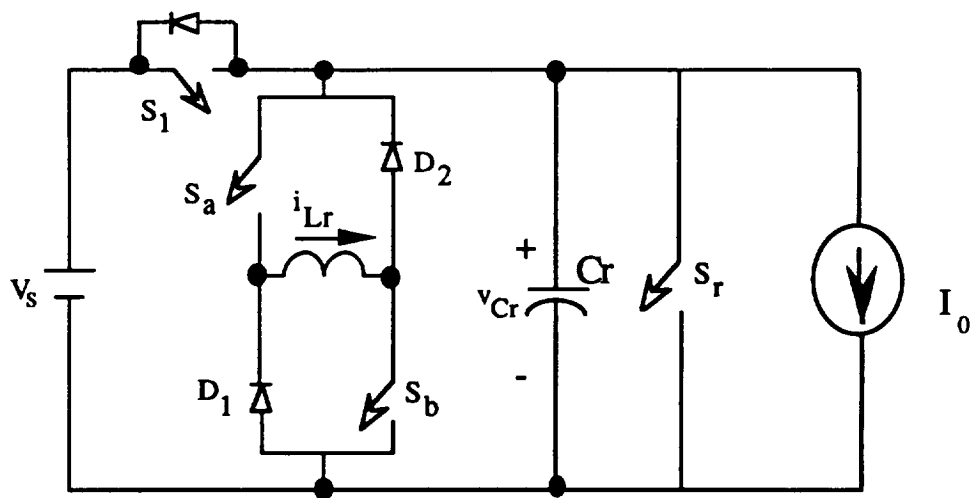 S1
Sa
D2
iLr
Vs
+
vCr
-
Cr
Sr
I0
D1
Sb